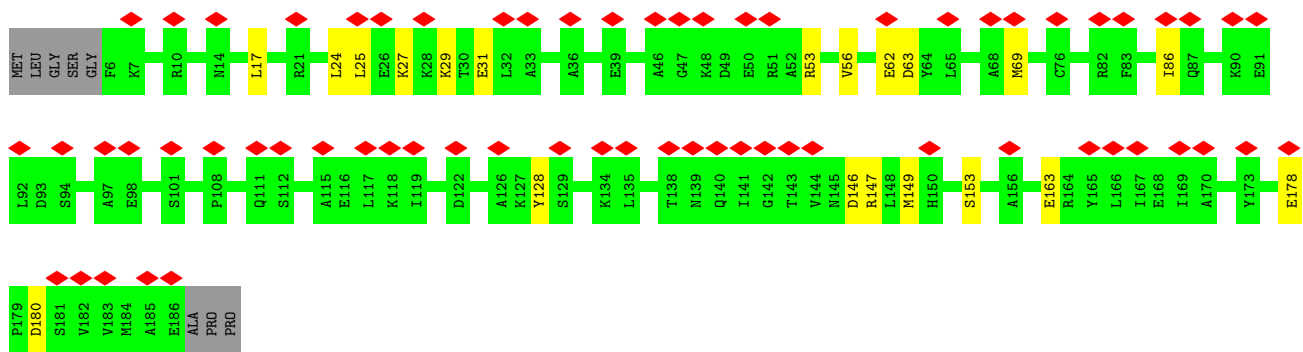 MET LEU GLY SER GLY F6 K7 R10 N14 L17 R21 L24 L25 E26 K27 K28 K29 T30 E31 L32 A33 A36 E39 A46 G47 K48 D49 E50 R51 A52 R53 V56 E62 D63 Y64 L65 A68 M69 C76 R82 F83 I86 Q87 K90 E91
L92 D93 S94 A97 E98 S101 P108 Q111 S112 A115 E116 L117 K118 I119 D122 A126 K127 Y128 S129 K134 L135 T138 N139 Q140 I141 G142 T143 V144 N145 D146 R147 L148 M149 H150 S153 A156 E163 R164 Y165 L166 I167 E168 I169 A170 Y173 E178
P179 D180 S181 V182 V183 M184 A185 E186 ALA PRO PRO